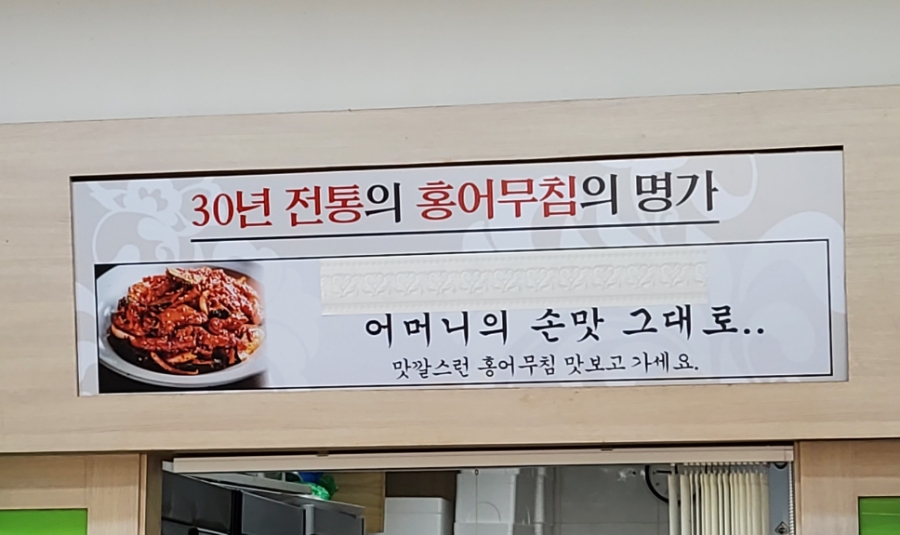 30년 전통의 홍어무침의 명가
어머니의 손맛 그대로..
맛깔스런 홍어무침 맛보고 가세요.